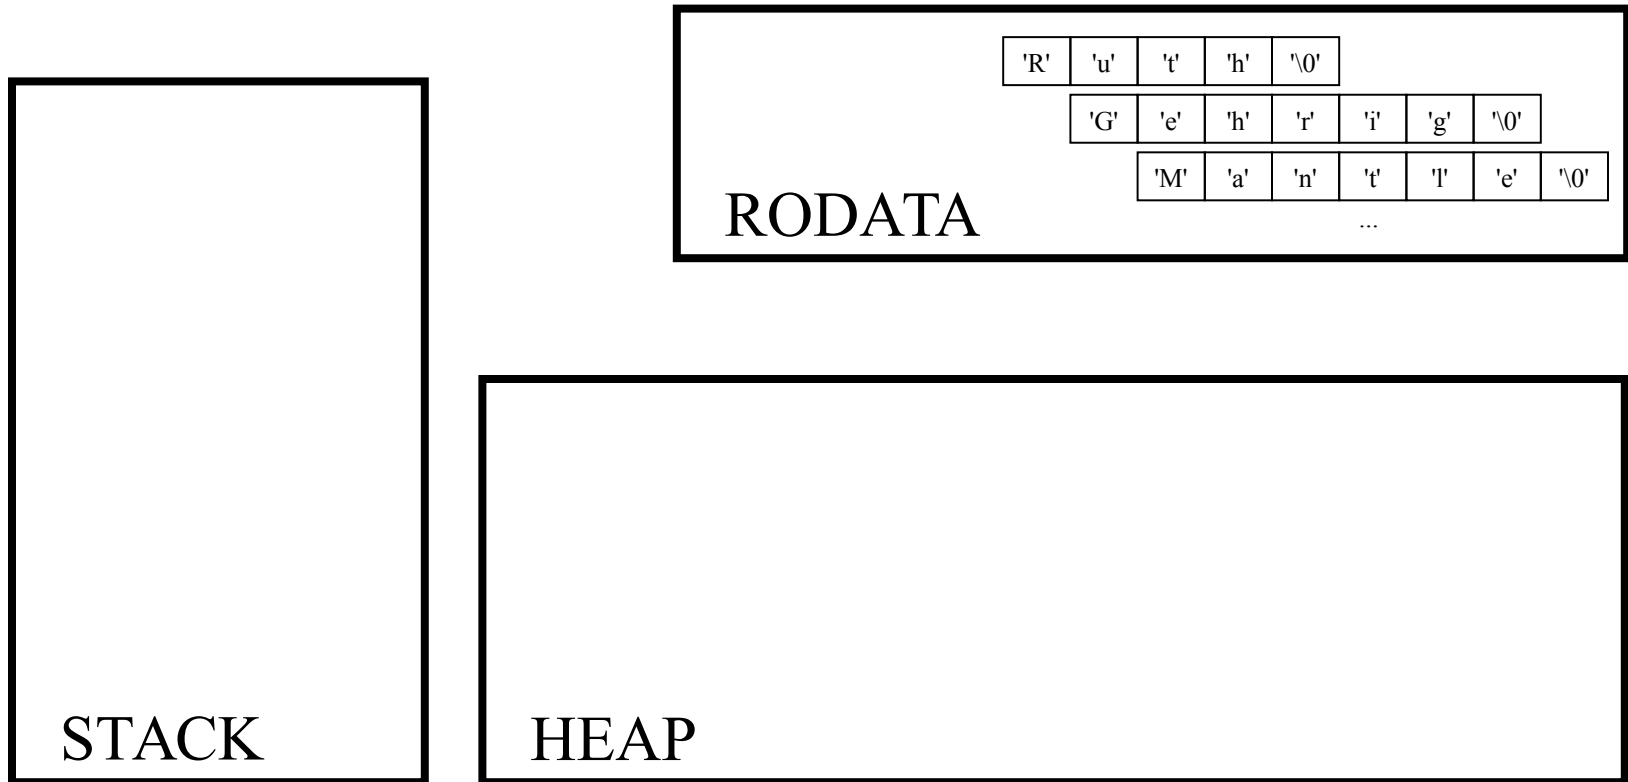 'R' 'u' 't' 'h' '\0'
'G' 'e' 'h' 'r' 'i' 'g' '\0'
'M' 'a' 'n' 't' 'l' 'e' '\0'
RODATA
...
STACK
HEAP